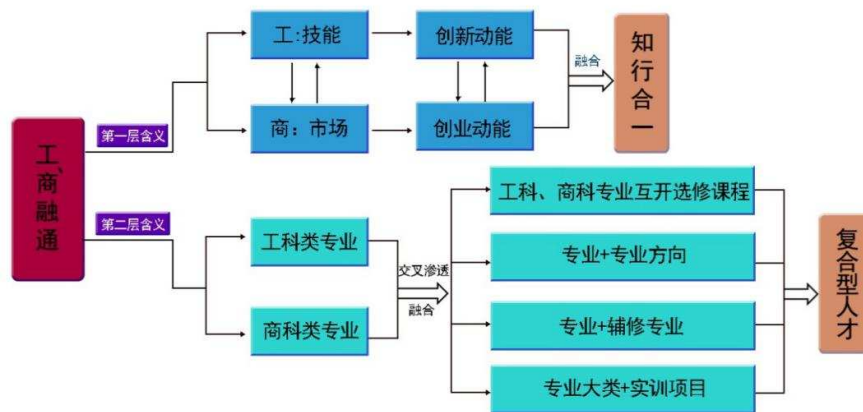 工、商融通
第一层含义
工:技能
创新动能
商：市场
创业动能
融合
知行合一
第二层含义
工科类专业
商科类专业
交叉渗透
融合
工科、商科专业互开选修课程
专业+专业方向
专业+辅修专业
专业大类+实训项目
复合型人才